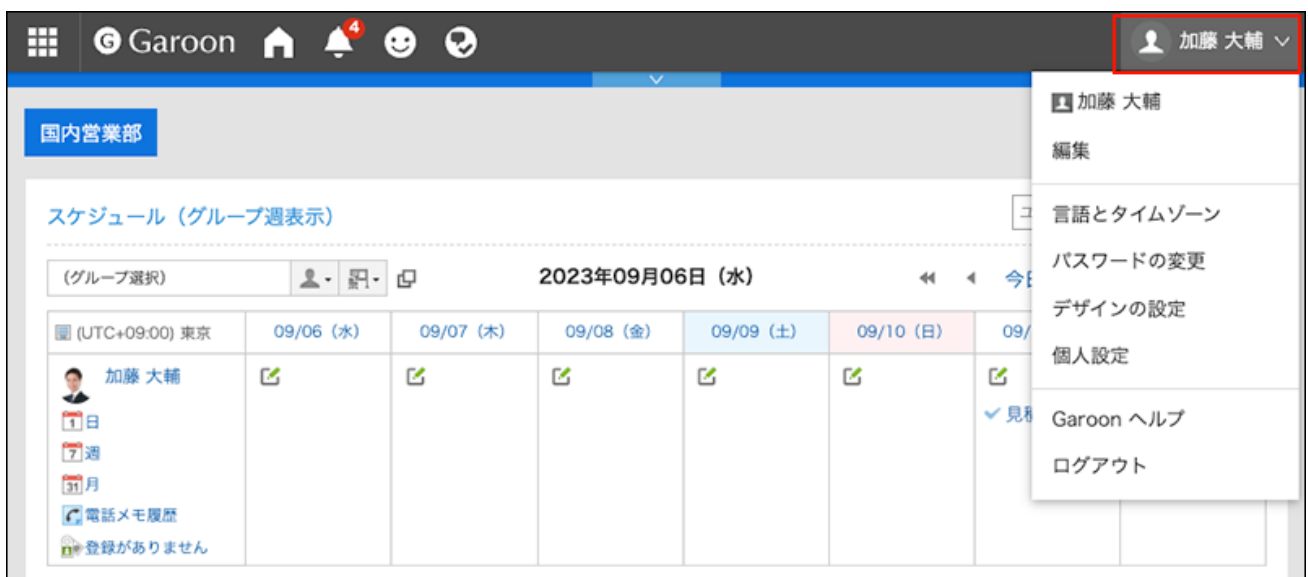 G Garoon 4 加藤 大輔
加藤 大輔
編集
言語とタイムゾーン
パスワードの変更
デザインの設定
個人設定
Garoon ヘルプ
ログアウト
国内営業部
スケジュール（グループ週表示）
（グループ選択） 2023年09月06日（水）
(UTC+09:00) 東京 09/06（水） 09/07（木） 09/08（金） 09/09（土） 09/10（日） 09/
加藤 大輔
1 日
7 週
31 月
電話メモ履歴
登録がありません